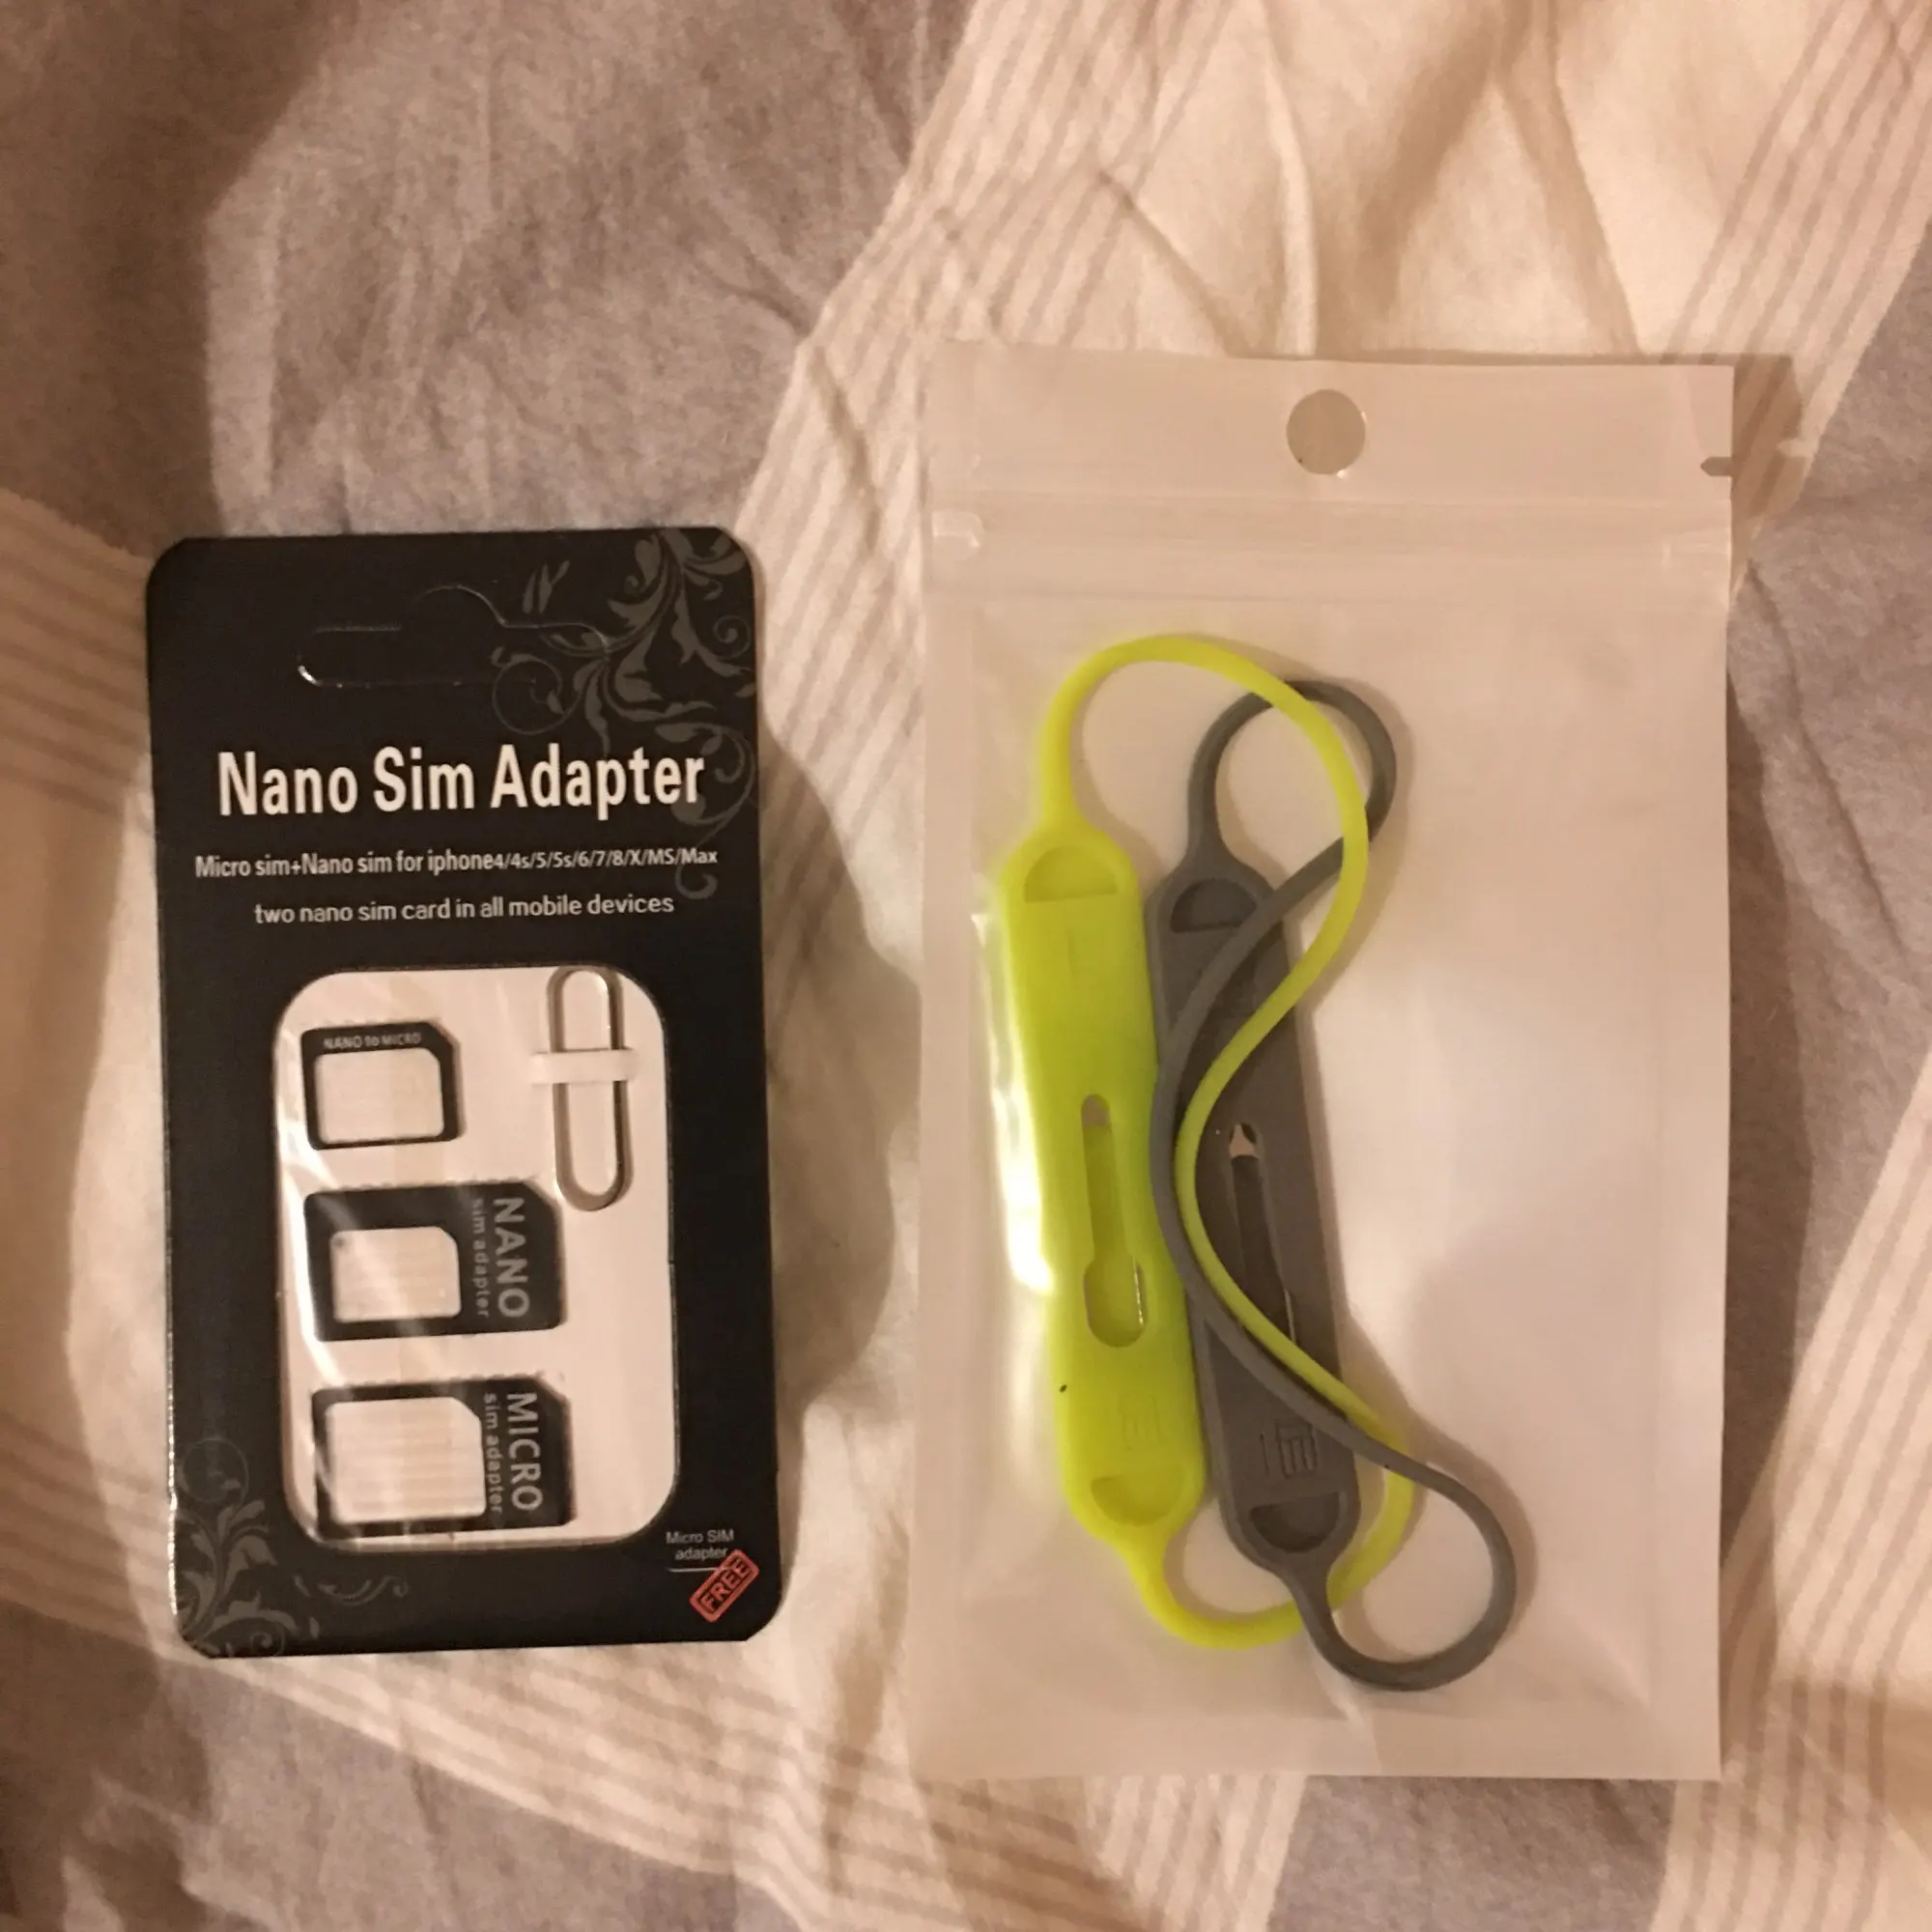 Nano Sim Adapter
Micro sim+Nano sim for iphone4/4s/5/5s/6/7/8/X/MS/Max
two nano sim card in all mobile devices
NANO to MICRO
NANO
sim adapter
MICRO
sim adapter
Micro SIM
adapter
FREE